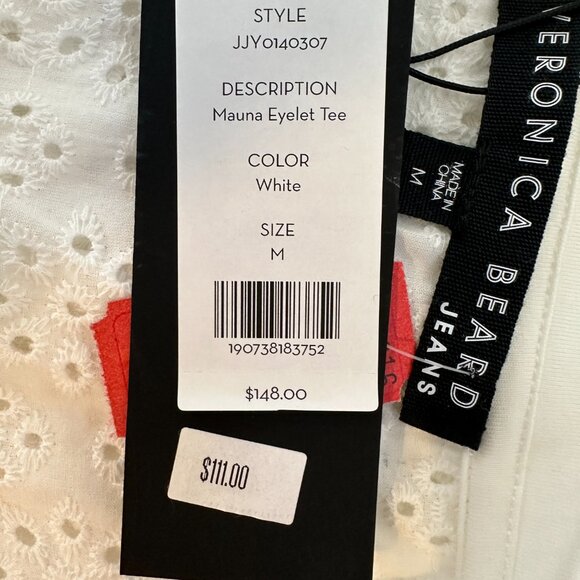 STYLE
JJY0140307
DESCRIPTION
Mauna Eyelet Tee
COLOR
White
SIZE
M
190738183752
$148.00
$111.00
MADE IN
CHINA
M
VERONICA BEARD
JEANS